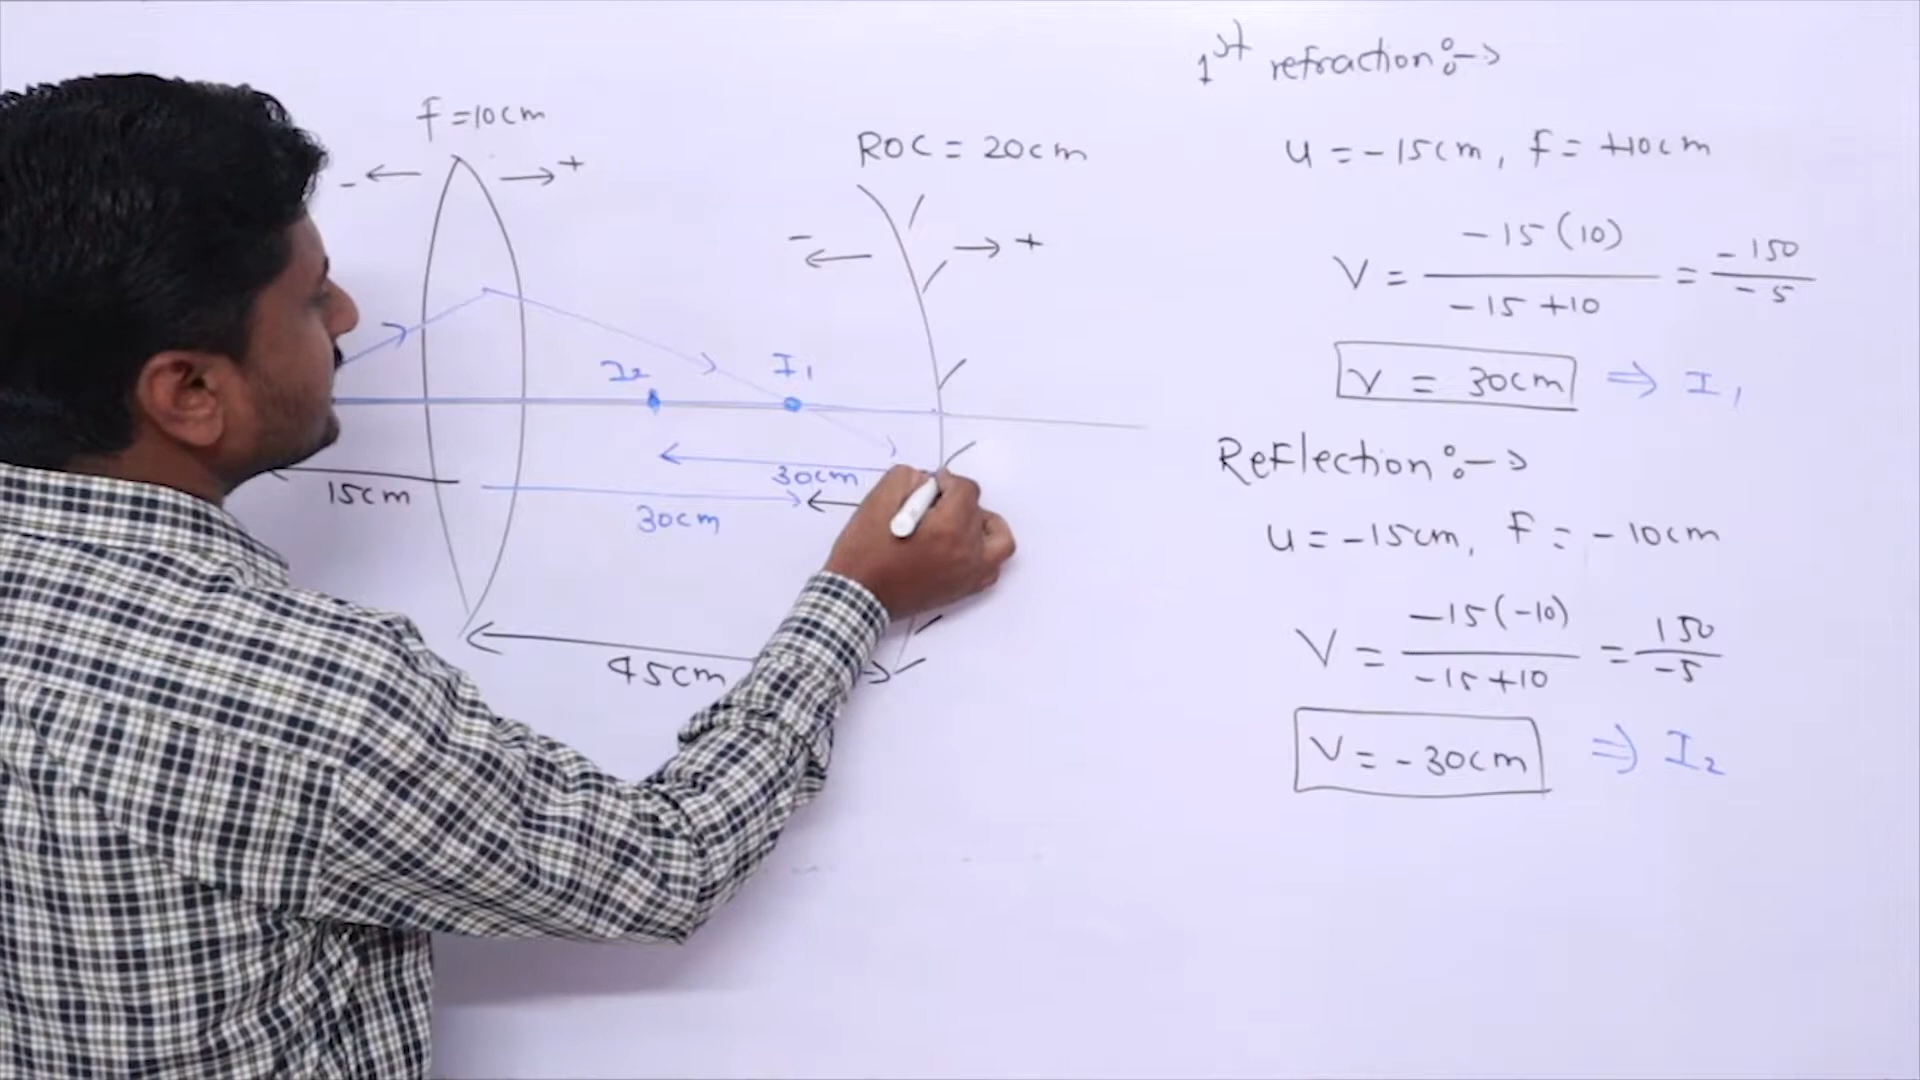 f = 10cm
- ← → +
ROC = 20cm
- ← → +
I2
I1
30cm
15cm
30cm
45cm
1st refraction :->
u = -15cm, f = +10cm
V = -15(10) / -15+10 = -150 / -5
V = 30cm ⇒ I1
Reflection :->
u = -15cm, F = -10cm
V = -15(-10) / -15+10 = 150 / -5
V = -30cm ⇒ I2